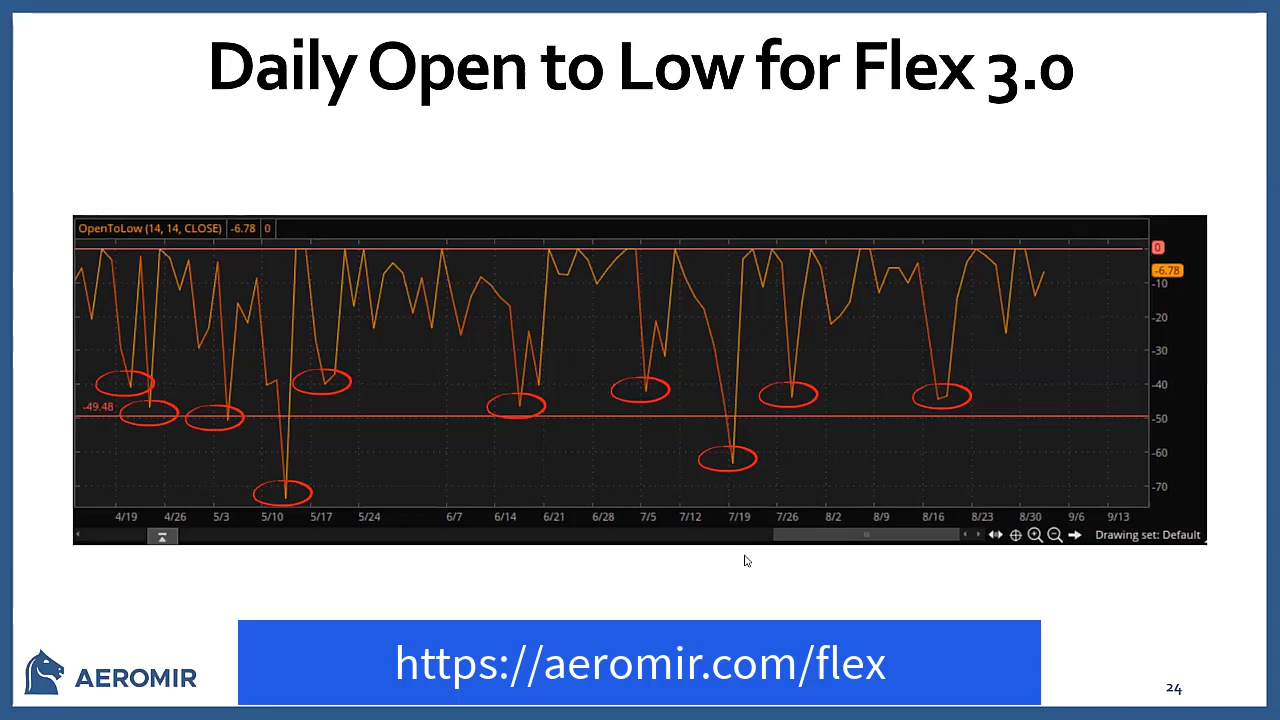 Daily Open to Low for Flex 3.0
OpenToLow (14, 14, CLOSE) -6.78 0
0
-6.78
-10
-20
-30
-40
-49.48
-50
-60
-70
4/19 4/26 5/3 5/10 5/17 5/24 6/7 6/14 6/21 6/28 7/5 7/12 7/19 7/26 8/2 8/9 8/16 8/23 8/30 9/6 9/13
Drawing set: Default
https://aeromir.com/flex
AEROMIR
24